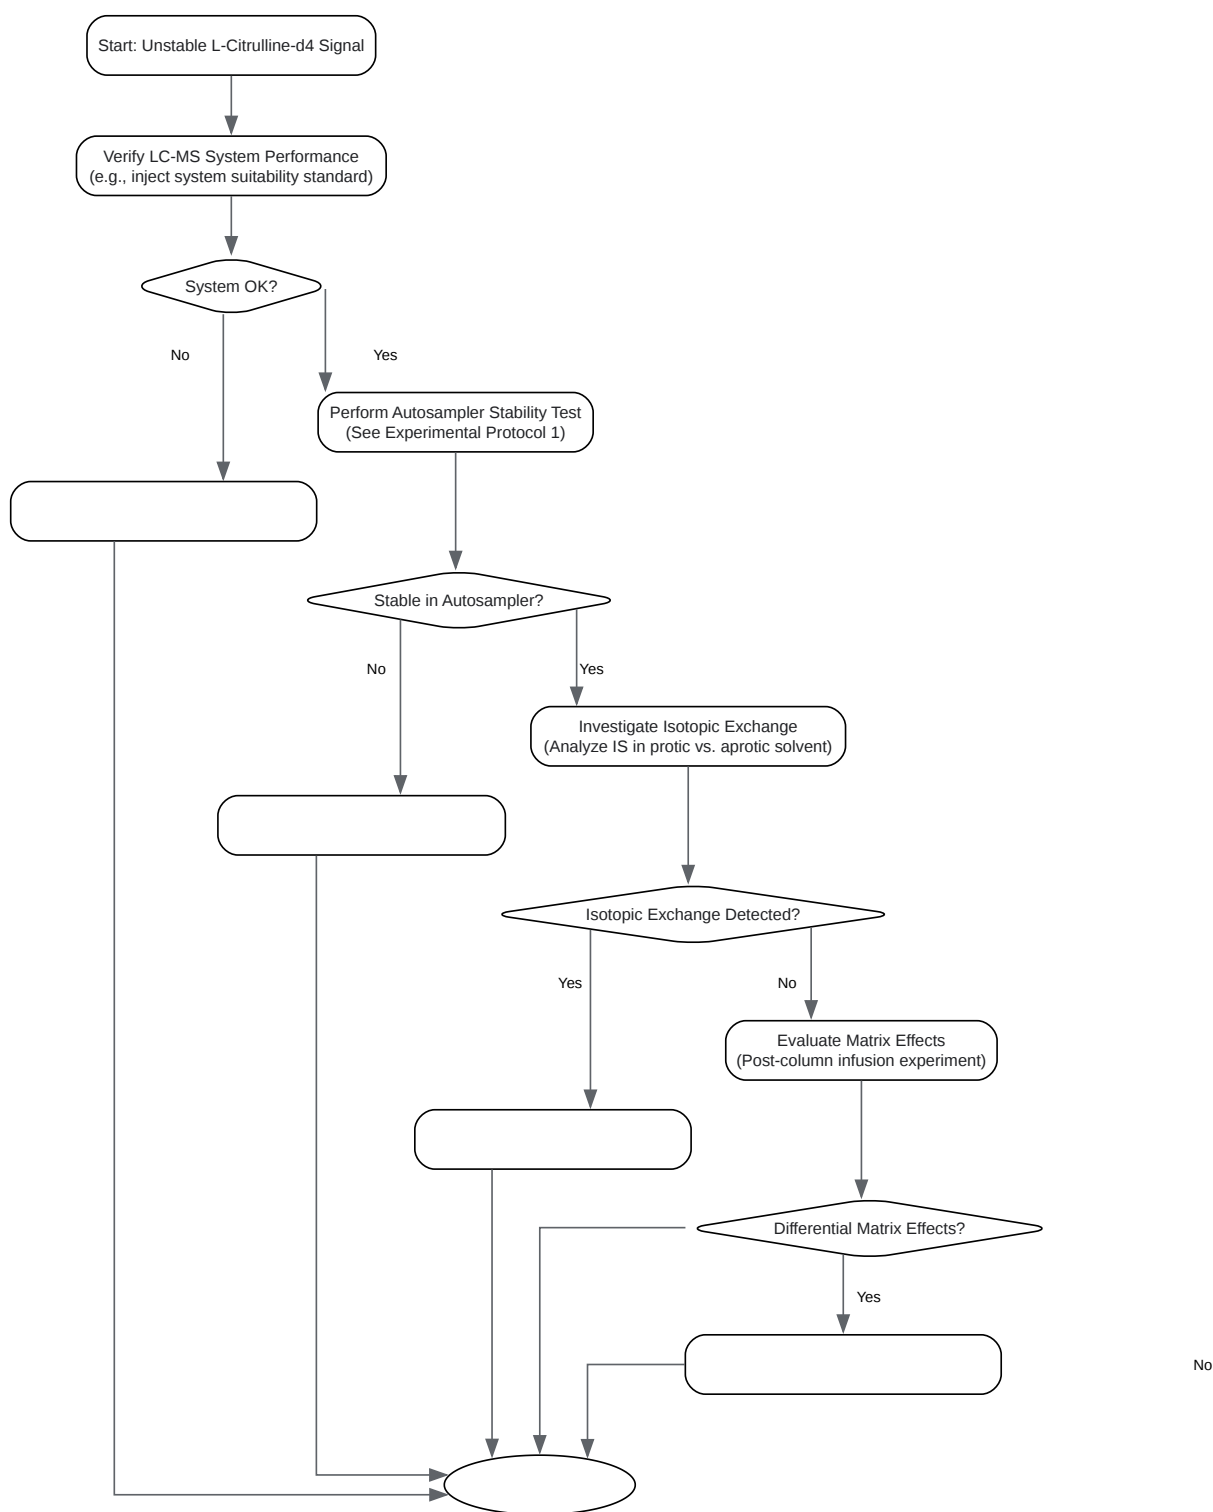 Start: Unstable L-Citrulline-d4 Signal
Verify LC-MS System Performance
(e.g., inject system suitability standard)
System OK?
No
Yes
Perform Autosampler Stability Test
(See Experimental Protocol 1)
Stable in Autosampler?
No
Yes
Investigate Isotopic Exchange
(Analyze IS in protic vs. aprotic solvent)
Isotopic Exchange Detected?
Yes
No
Evaluate Matrix Effects
(Post-column infusion experiment)
Differential Matrix Effects?
Yes
No